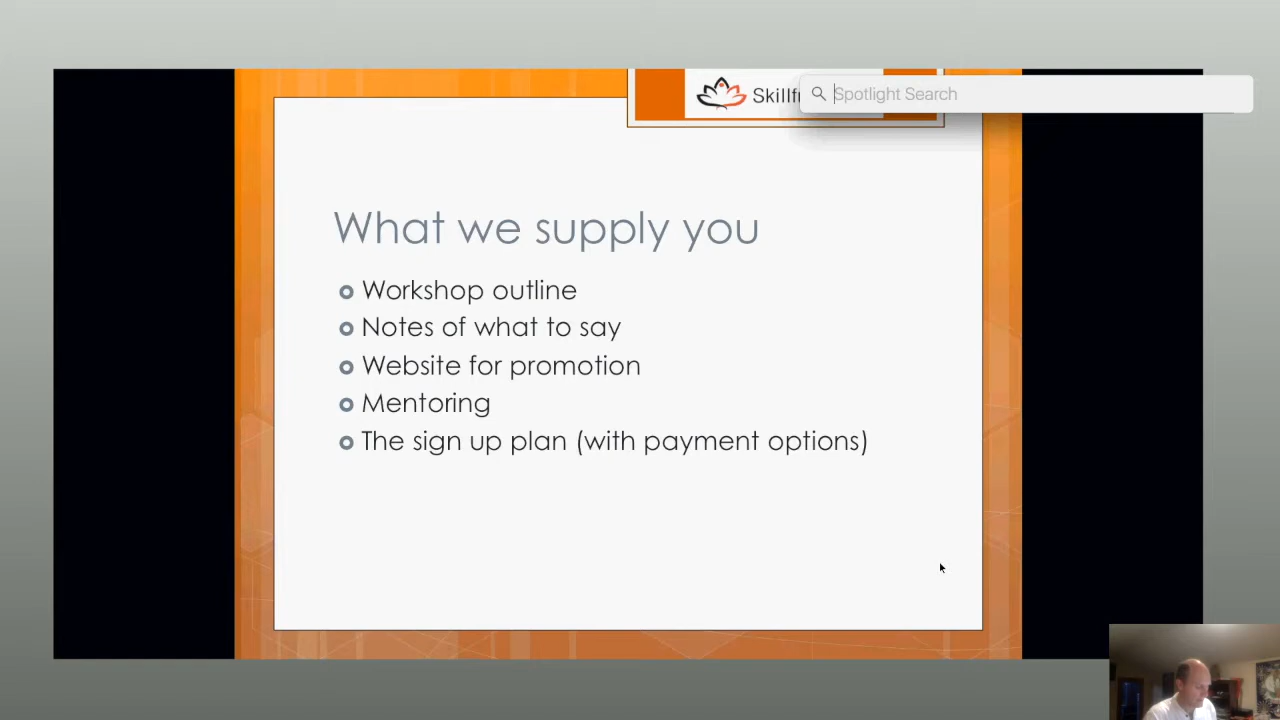 Spotlight Search
What we supply you
Workshop outline
Notes of what to say
Website for promotion
Mentoring
The sign up plan (with payment options)